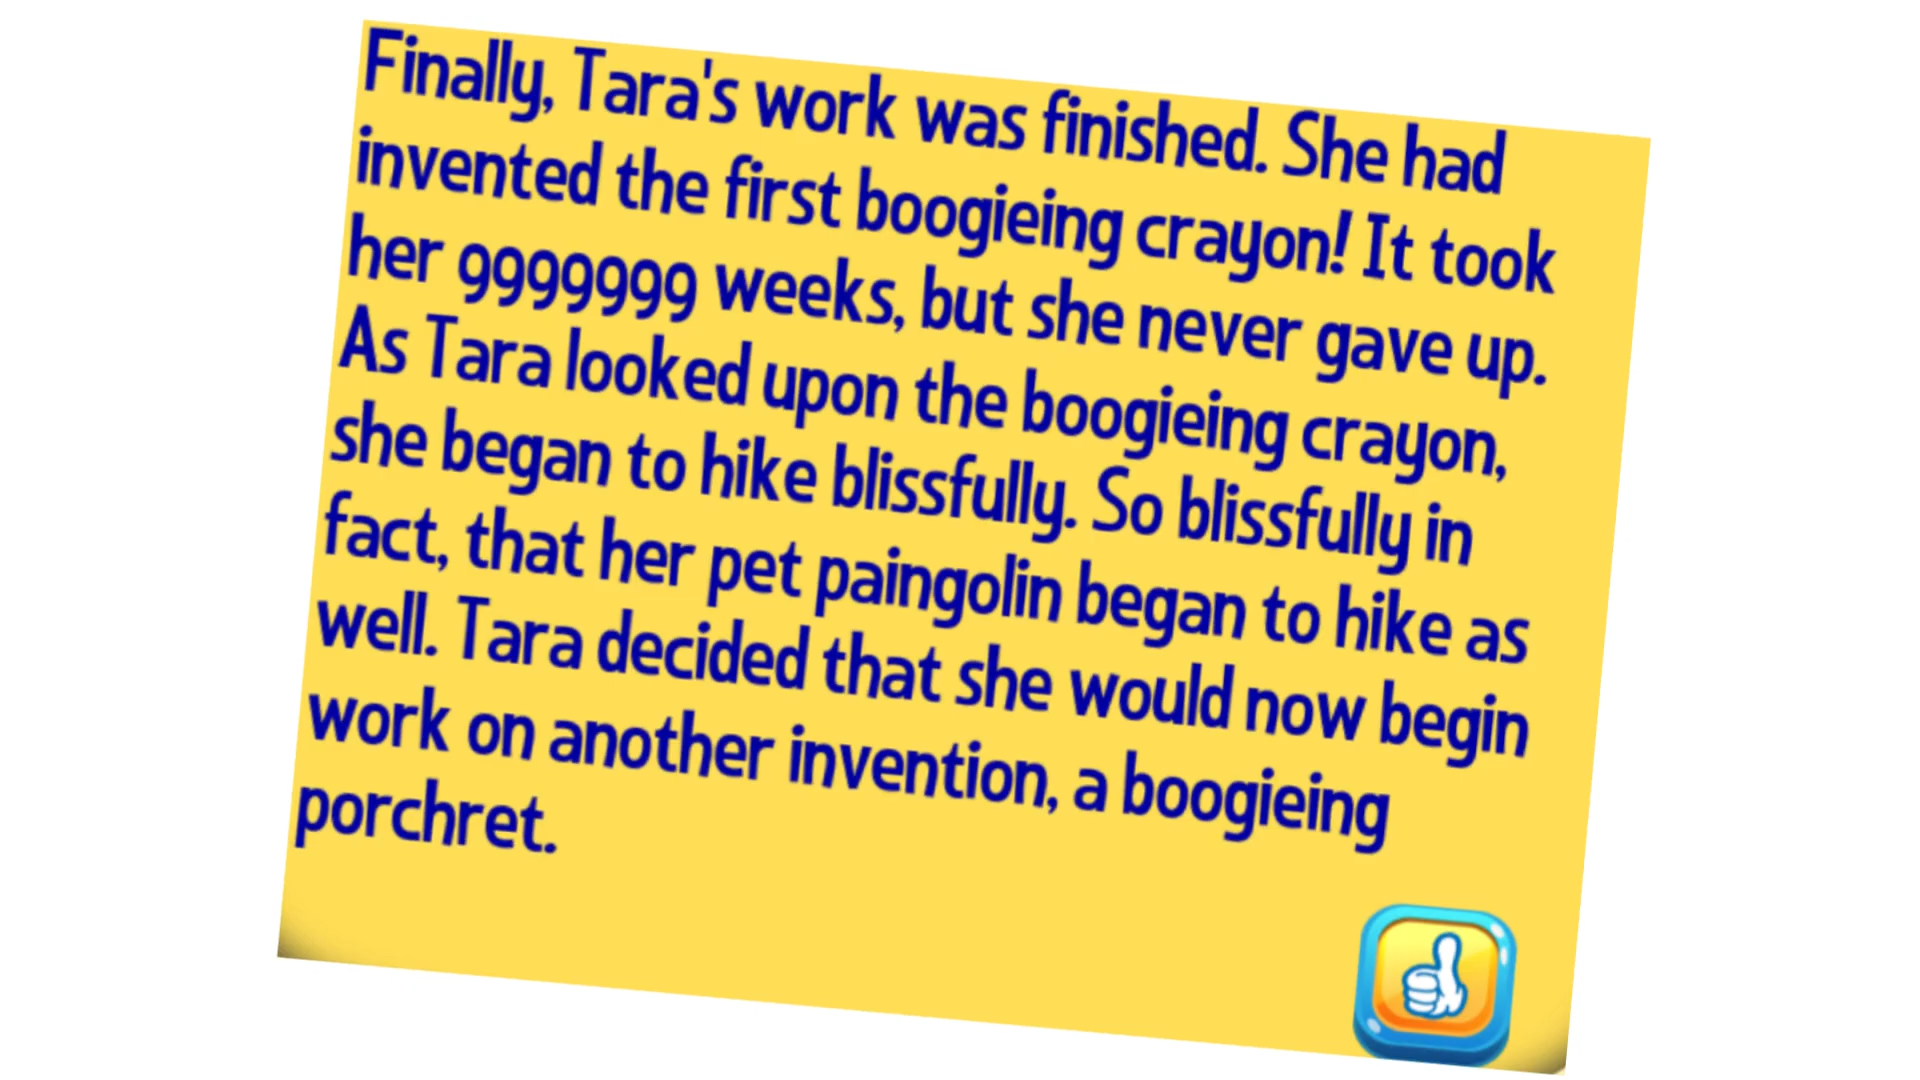 Finally, Tara's work was finished. She had
invented the first boogieing crayon! It took
her 9999999 weeks, but she never gave up.
As Tara looked upon the boogieing crayon,
she began to hike blissfully. So blissfully in
fact, that her pet paingolin began to hike as
well. Tara decided that she would now begin
work on another invention, a boogieing
porchret.